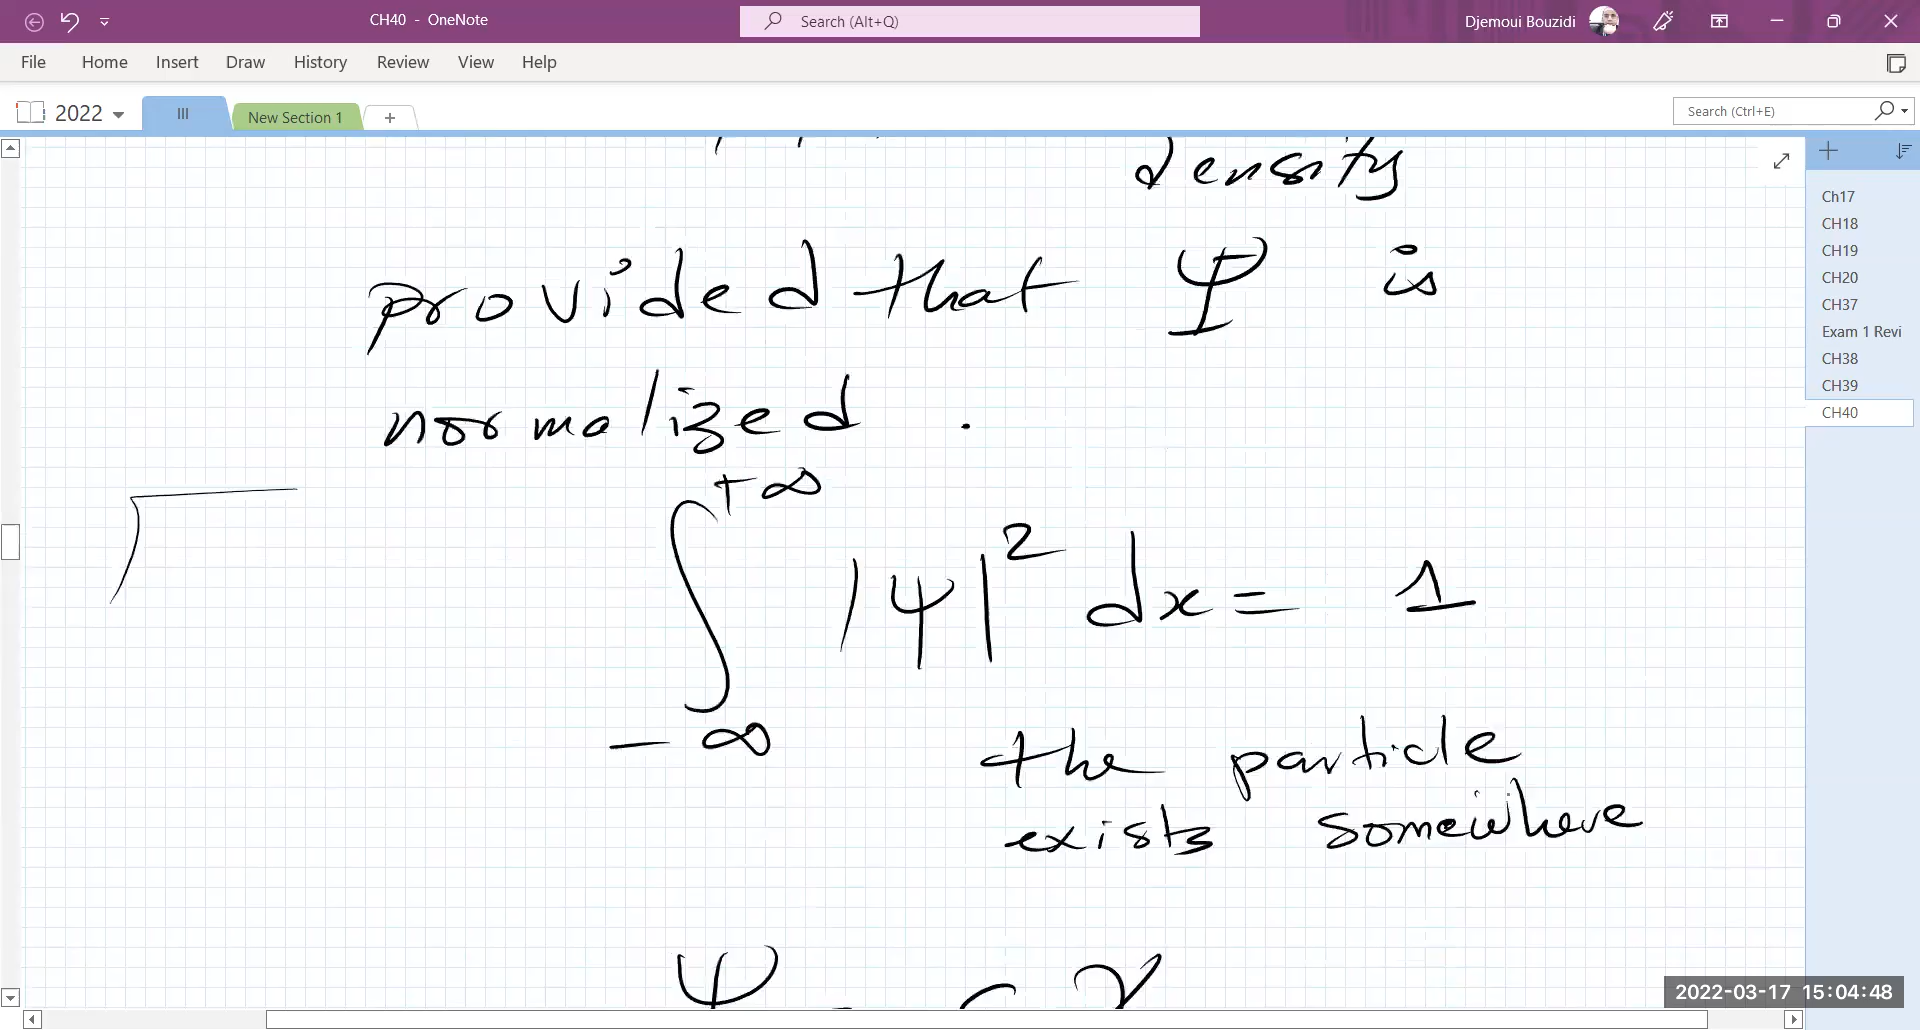 CH40 - OneNote
Search (Alt+Q)
Djemoui Bouzidi
File Home Insert Draw History Review View Help
2022
III
New Section 1
+
Search (Ctrl+E)
density
provided that Ψ is
normalized .
∫_{-∞}^{+∞} |ψ|² dx = 1
the particle
exists somewhere
Ψ
Ch17
CH18
CH19
CH20
CH37
Exam 1 Revi
CH38
CH39
CH40
2022-03-17 15:04:48